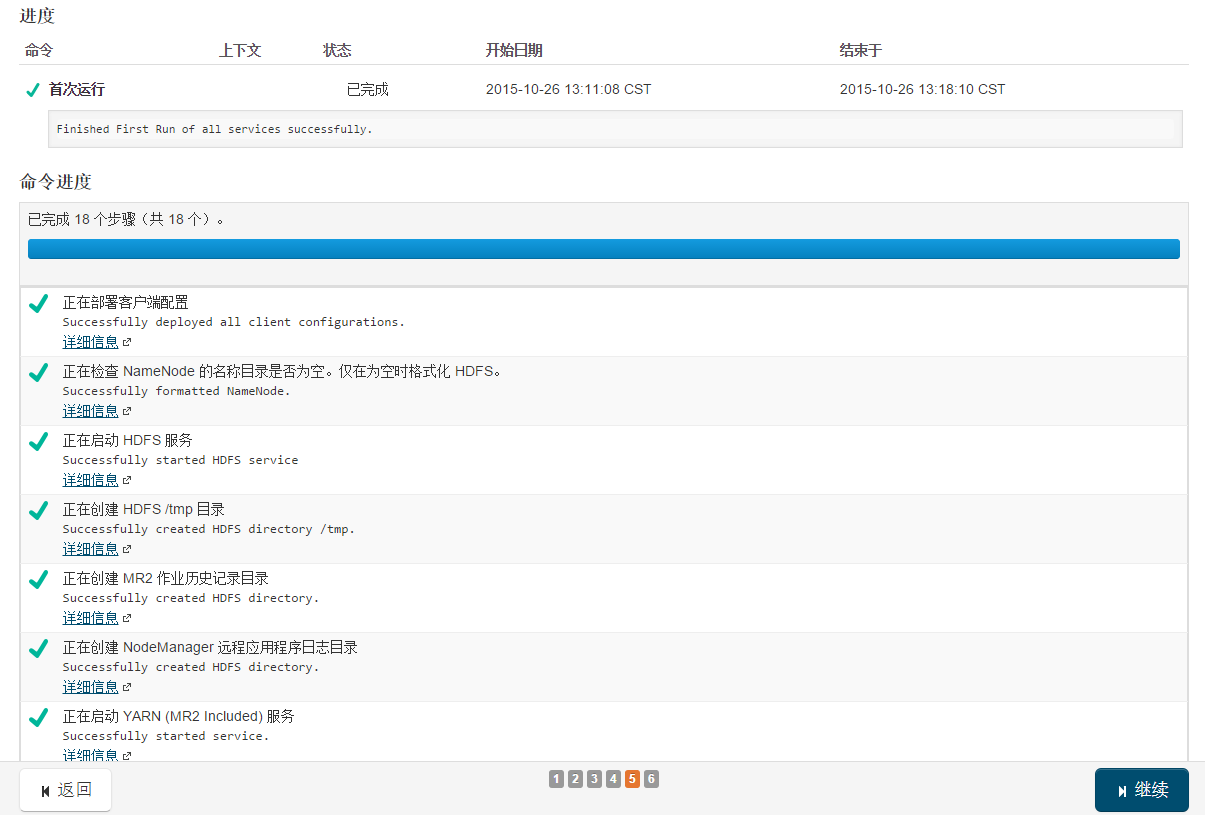 进度
命令 上下文 状态 开始日期 结束于
首次运行 已完成 2015-10-26 13:11:08 CST 2015-10-26 13:18:10 CST
Finished First Run of all services successfully.
命令进度
已完成 18 个步骤（共 18 个）。
正在部署客户端配置
Successfully deployed all client configurations.
详细信息
正在检查 NameNode 的名称目录是否为空。仅在为空时格式化 HDFS。
Successfully formatted NameNode.
详细信息
正在启动 HDFS 服务
Successfully started HDFS service
详细信息
正在创建 HDFS /tmp 目录
Successfully created HDFS directory /tmp.
详细信息
正在创建 MR2 作业历史记录目录
Successfully created HDFS directory.
详细信息
正在创建 NodeManager 远程应用程序日志目录
Successfully created HDFS directory.
详细信息
正在启动 YARN (MR2 Included) 服务
Successfully started service.
详细信息
返回 1 2 3 4 5 6 继续